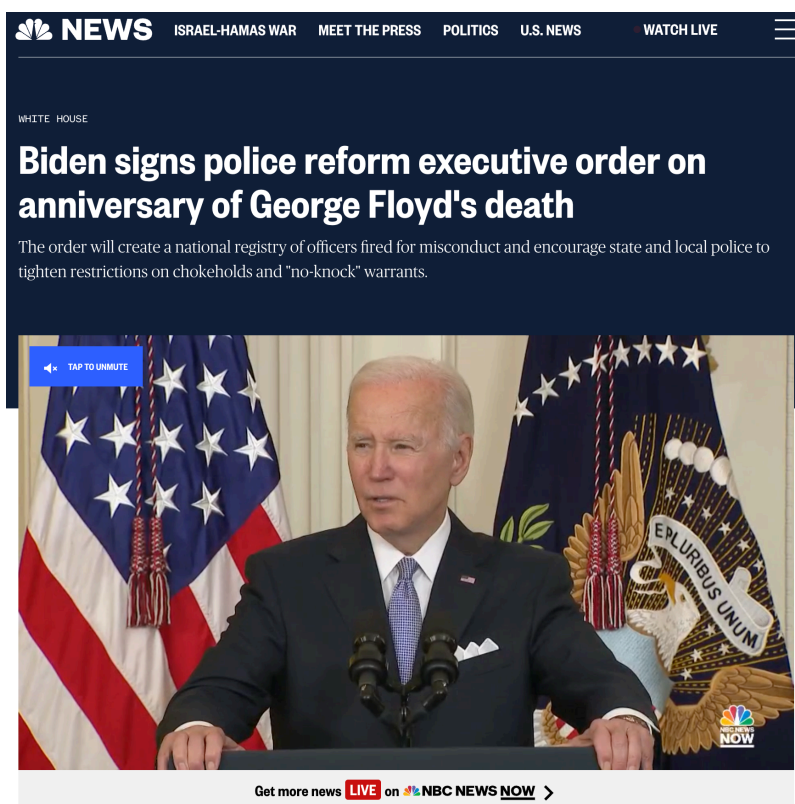 NEWS ISRAEL-HAMAS WAR MEET THE PRESS POLITICS U.S. NEWS WATCH LIVE
WHITE HOUSE
Biden signs police reform executive order on
anniversary of George Floyd's death
The order will create a national registry of officers fired for misconduct and encourage state and local police to
tighten restrictions on chokeholds and "no-knock" warrants.
TAP TO UNMUTE
E PLURIBUS UNUM
NBC NEWS
NOW
Get more news LIVE on NBC NEWS NOW